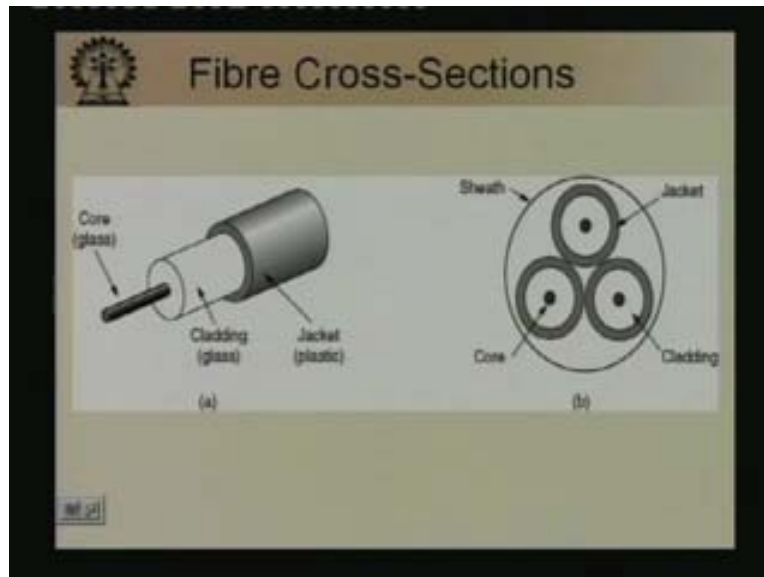 Fibre Cross-Sections
Core
(glass)
Cladding
(glass)
Jacket
(plastic)
(a)
Sheath
Jacket
Core
Cladding
(b)